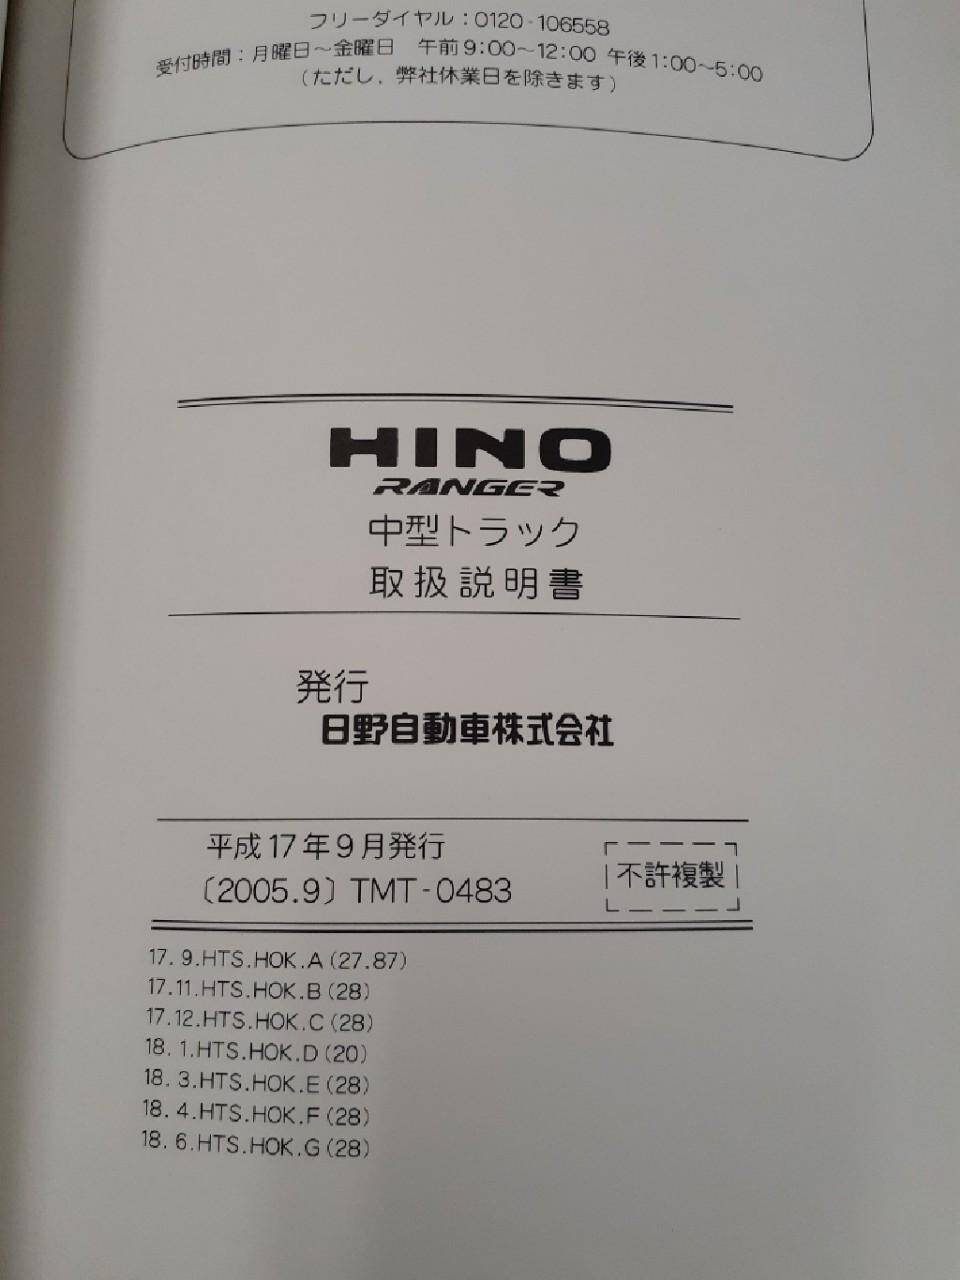 フリーダイヤル：0120-106558
受付時間：月曜日〜金曜日　午前9:00〜12:00 午後1:00〜5:00
（ただし，弊社休業日を除きます）
HINO
RANGER
中型トラック
取扱説明書
発行
日野自動車株式会社
平成17年9月発行
〔2005.9〕TMT-0483
不許複製
17. 9.HTS.HOK.A(27.87)
17.11.HTS.HOK.B(28)
17.12.HTS.HOK.C(28)
18. 1.HTS.HOK.D(20)
18. 3.HTS.HOK.E(28)
18. 4.HTS.HOK.F(28)
18. 6.HTS.HOK.G(28)